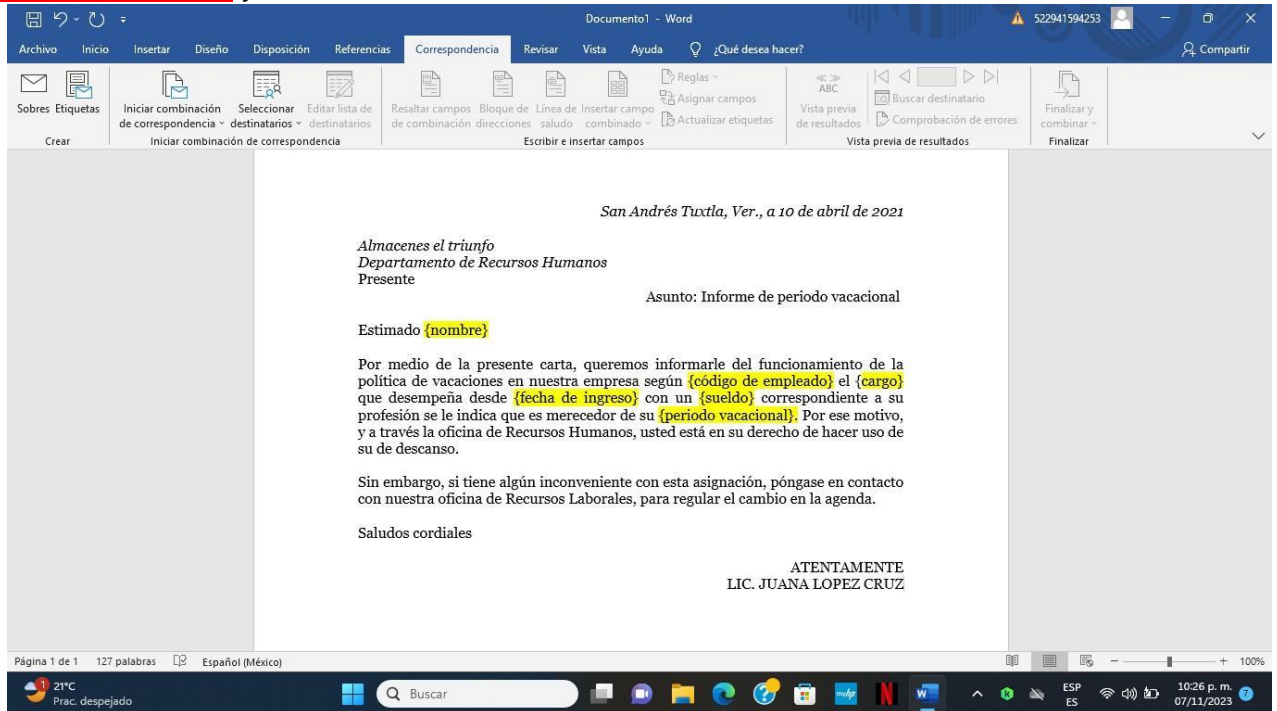 Documento1 - Word
522941594253
Archivo Inicio Insertar Diseño Disposición Referencias Correspondencia Revisar Vista Ayuda ¿Qué desea hacer? Compartir
Sobres Etiquetas
Crear
Iniciar combinación de correspondencia
Seleccionar destinatarios
Editar lista de destinatarios
Iniciar combinación de correspondencia
Resaltar campos de combinación
Bloque de direcciones
Línea de saludo
Insertar campo combinado
Reglas
Asignar campos
Actualizar etiquetas
Escribir e insertar campos
ABC
Vista previa de resultados
Buscar destinatario
Comprobación de errores
Vista previa de resultados
Finalizar y combinar
Finalizar
San Andrés Tuxtla, Ver., a 10 de abril de 2021
Almacenes el triunfo
Departamento de Recursos Humanos
Presente
Asunto: Informe de periodo vacacional
Estimado {nombre}
Por medio de la presente carta, queremos informarle del funcionamiento de la
política de vacaciones en nuestra empresa según {código de empleado} el {cargo}
que desempeña desde {fecha de ingreso} con un {sueldo} correspondiente a su
profesión se le indica que es merecedor de su {periodo vacacional}. Por ese motivo,
y a través la oficina de Recursos Humanos, usted está en su derecho de hacer uso de
su de descanso.
Sin embargo, si tiene algún inconveniente con esta asignación, póngase en contacto
con nuestra oficina de Recursos Laborales, para regular el cambio en la agenda.
Saludos cordiales
ATENTAMENTE
LIC. JUANA LOPEZ CRUZ
Página 1 de 1 127 palabras Español (México) 100%
1
21°C
Prac. despejado
Buscar
myhp
ESP
ES
10:26 p. m.
07/11/2023
7